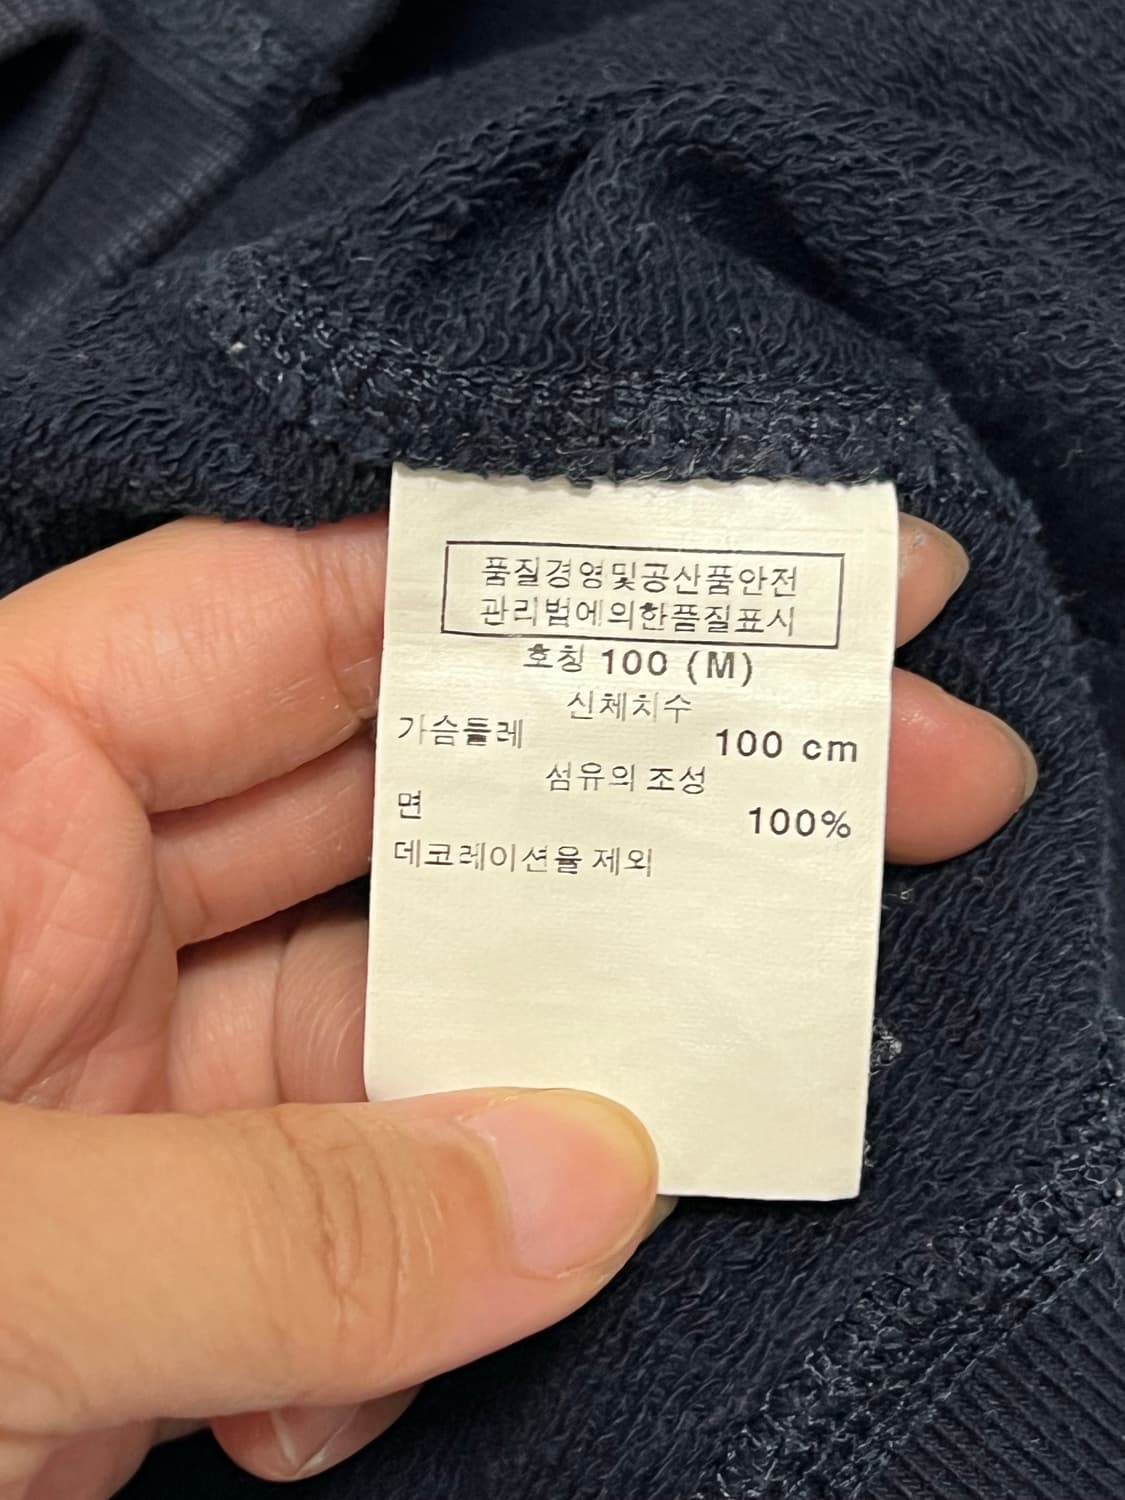 품질경영및공산품안전
관리법에의한품질표시
호칭 100 (M)
신체치수
가슴둘레 100 cm
섬유의 조성
면 100%
데코레이션율 제외